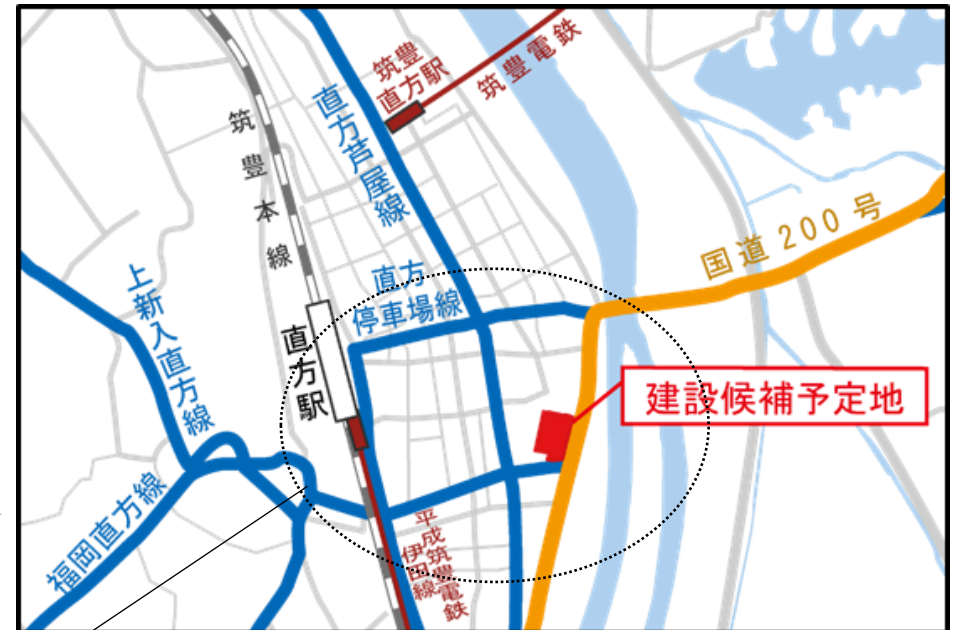 筑豊
直方駅
筑豊電鉄
筑豊本線
直方芦屋線
国道200号
上新入直方線
直方
停車場線
直方駅
建設候補予定地
福岡直方線
平成筑豊電鉄
伊田線